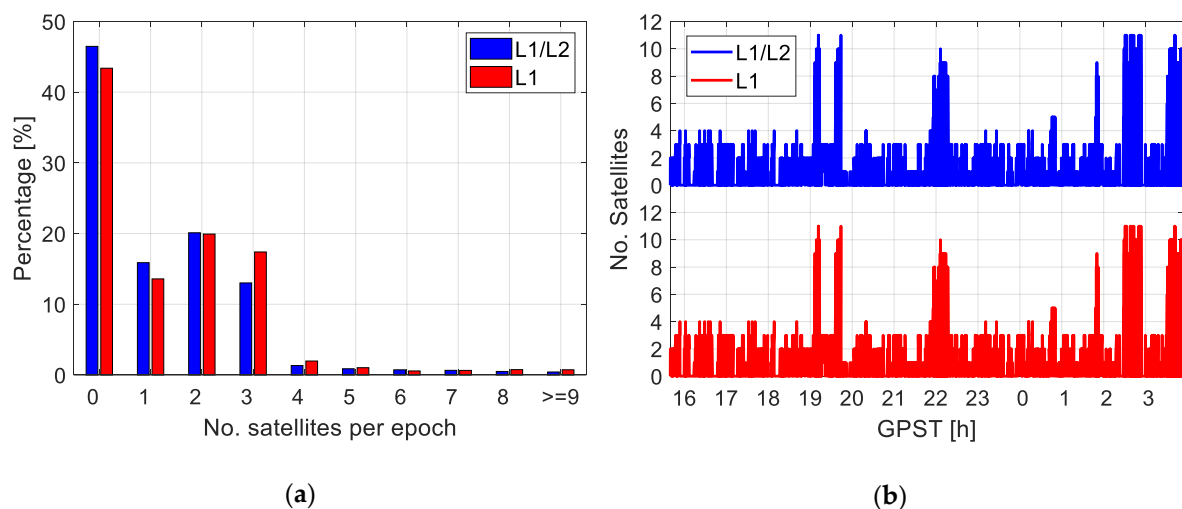 50
40
30
20
10
0
Percentage [%]
L1/L2
L1
0 1 2 3 4 5 6 7 8 >=9
No. satellites per epoch
(a)
12
10
8
6
4
2
0
12
10
8
6
4
2
0
No. Satellites
L1/L2
L1
16 17 18 19 20 21 22 23 0 1 2 3
GPST [h]
(b)